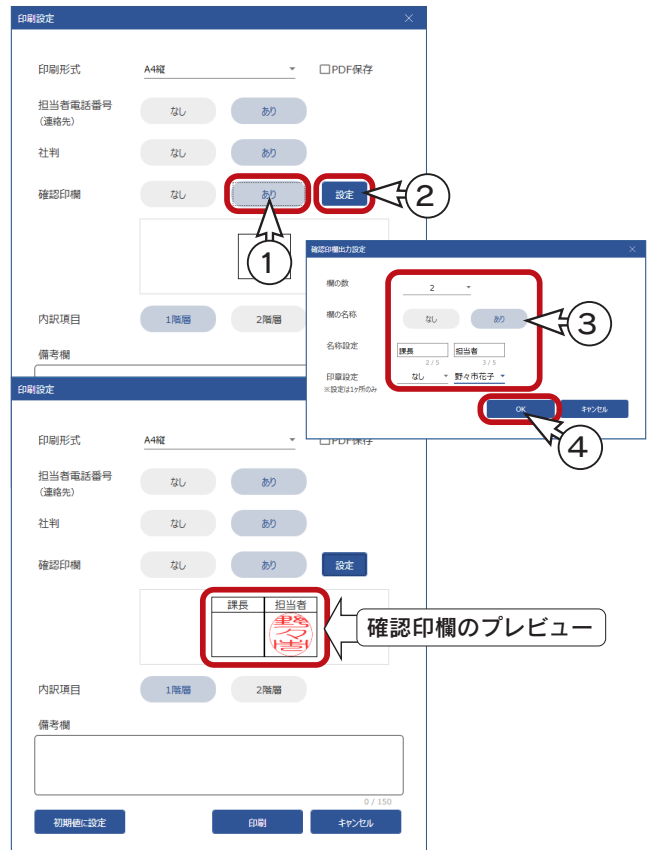 印刷設定
印刷形式 A4縦 PDF保存
担当者電話番号 なし あり
（連絡先）
社判 なし あり
確認印欄 なし あり 設定
②
①
確認印欄出力設定
欄の数 2
欄の名称 なし あり
③
名称設定 課長 担当者
2 / 5 3 / 5
印章設定 なし 野々市花子
※設定は1ヶ所のみ
OK キャンセル
④
内訳項目 1階層 2階層
備考欄
印刷設定
印刷形式 A4縦 PDF保存
担当者電話番号 なし あり
（連絡先）
社判 なし あり
確認印欄 なし あり 設定
課長 担当者
野々市
確認印欄のプレビュー
内訳項目 1階層 2階層
備考欄
0 / 150
初期値に設定 印刷 キャンセル